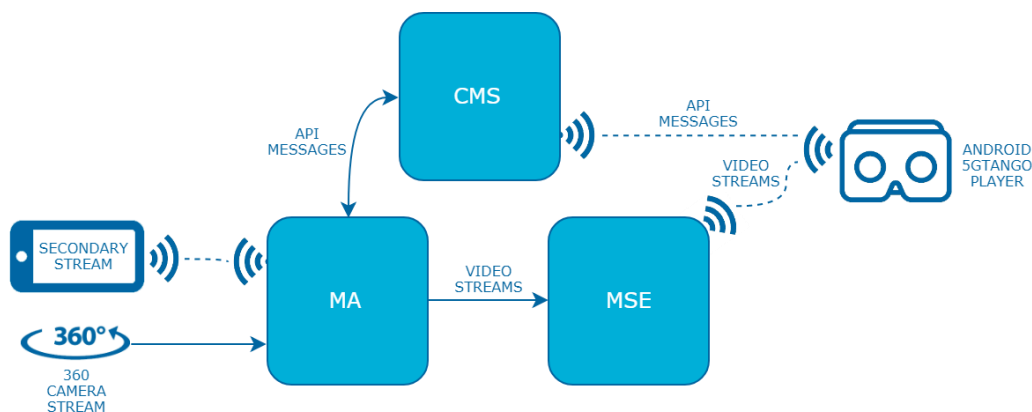 CMS
API
MESSAGES
API
MESSAGES
ANDROID
5GTANGO
PLAYER
VIDEO
STREAMS
SECONDARY
STREAM
MA
VIDEO
STREAMS
MSE
360°
360
CAMERA
STREAM